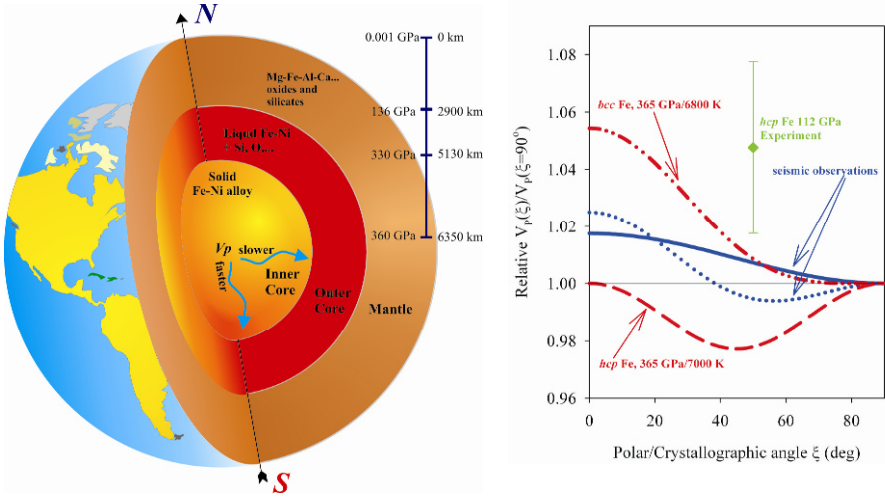 N
0.001 GPa
0 km
Mg-Fe-Al-Ca...
oxides and
silicates
136 GPa
2900 km
Liquid Fe-Ni
+ Si, O,...
330 GPa
5130 km
Solid
Fe-Ni alloy
360 GPa
6350 km
Vp slower
faster
Inner
Core
Outer
Core
Mantle
S
Relative Vp(ξ)/Vp(ξ=90°)
1.08
1.06
1.04
1.02
1.00
0.98
0.96
bcc Fe, 365 GPa/6800 K
hcp Fe 112 GPa
Experiment
seismic observations
hcp Fe, 365 GPa/7000 K
0 20 40 60 80
Polar/Crystallographic angle ξ (deg)